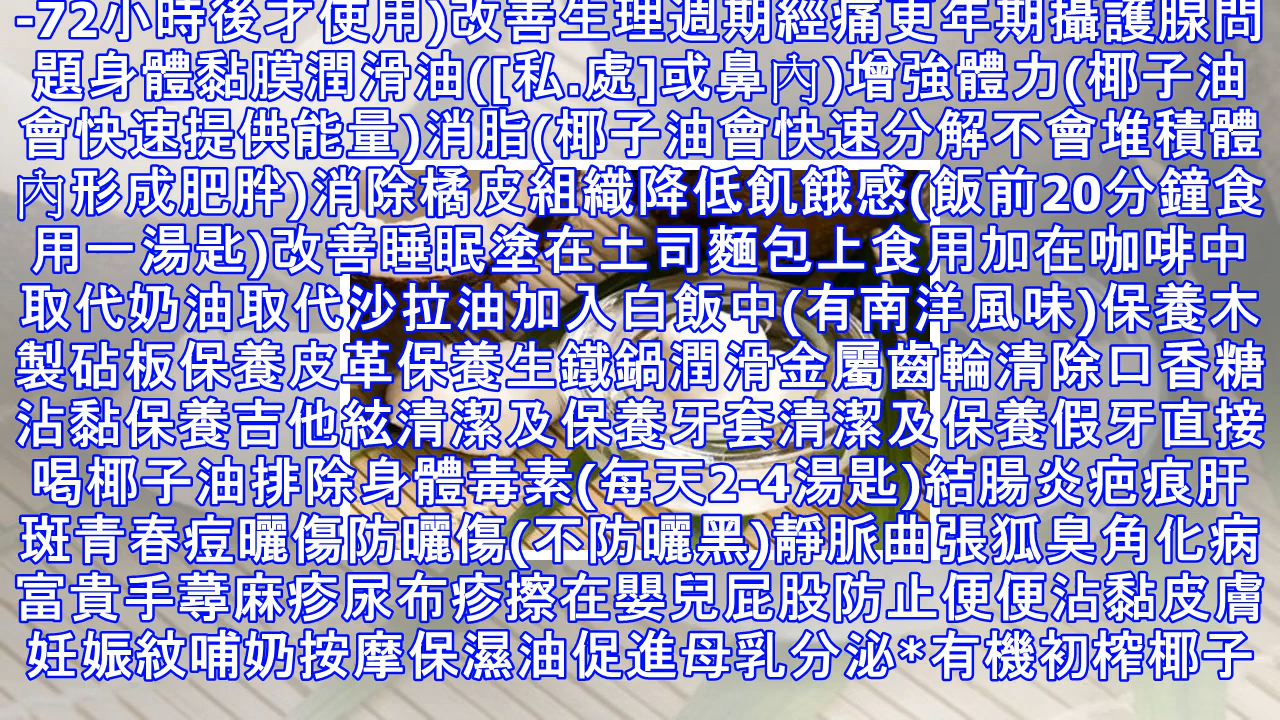 -72小時後才使用)改善生理週期經痛更年期攝護腺問
題身體黏膜潤滑油([私.處]或鼻內)增強體力(椰子油
會快速提供能量)消脂(椰子油會快速分解不會堆積體
內形成肥胖)消除橘皮組織降低飢餓感(飯前20分鐘食
用一湯匙)改善睡眠塗在土司麵包上食用加在咖啡中
取代奶油取代沙拉油加入白飯中(有南洋風味)保養木
製砧板保養皮革保養生鐵鍋潤滑金屬齒輪清除口香糖
沾黏保養吉他絃清潔及保養牙套清潔及保養假牙直接
喝椰子油排除身體毒素(每天2-4湯匙)結腸炎疤痕肝
斑青春痘曬傷防曬傷(不防曬黑)靜脈曲張狐臭角化病
富貴手蕁麻疹尿布疹擦在嬰兒屁股防止便便沾黏皮膚
妊娠紋哺奶按摩保濕油促進母乳分泌*有機初榨椰子